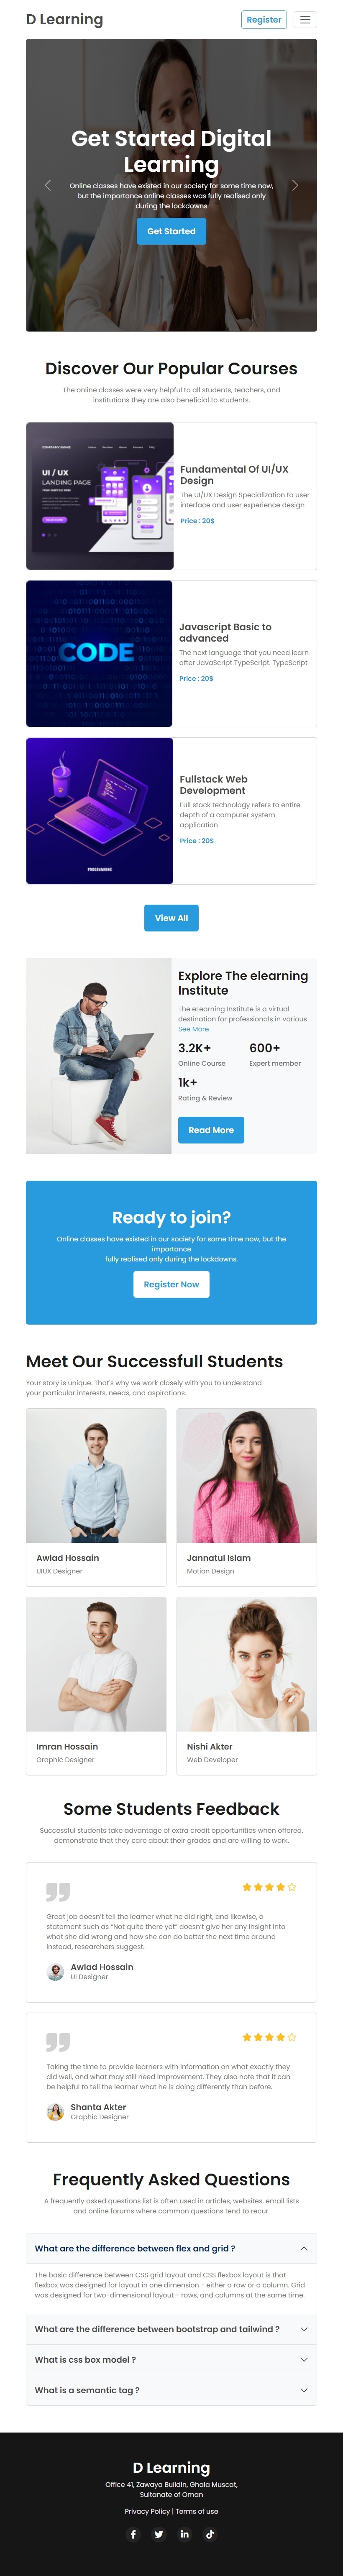 D Learning
Register
Get Started Digital
Learning
Online classes have existed in our society for some time now,
but the importance online classes was fully realised only
during the lockdowns
Get Started
Discover Our Popular Courses
The online classes were very helpful to all students, teachers, and
institutions they are also beneficial to students.
COMPANY NAME
UI / UX
LANDING PAGE
Fundamental Of UI/UX
Design
The UI/UX Design Specialization to user
interface and user experience design
Price : 20$
CODE
Javascript Basic to
advanced
The next language that you need learn
after JavaScript TypeScript. TypeScript
Price : 20$
PROGRAMMING
Fullstack Web
Development
Full stack technology refers to entire
depth of a computer system
application
Price : 20$
View All
Explore The elearning
Institute
The eLearning Institute is a virtual
destination for professionals in various
See More
3.2K+
Online Course
600+
Expert member
1k+
Rating & Review
Read More
Ready to join?
Online classes have existed in our society for some time now, but the
importance
fully realised only during the lockdowns.
Register Now
Meet Our Successfull Students
Your story is unique. That's why we work closely with you to understand
your particular interests, needs, and aspirations.
Awlad Hossain
UIUX Designer
Jannatul Islam
Motion Design
Imran Hossain
Graphic Designer
Nishi Akter
Web Developer
Some Students Feedback
Successful students take advantage of extra credit opportunities when offered.
demonstrate that they care about their grades and are willing to work.
Great job doesn't tell the learner what he did right, and likewise, a
statement such as "Not quite there yet" doesn't give her any insight into
what she did wrong and how she can do better the next time around
instead, researchers suggest.
Awlad Hossain
UI Designer
Taking the time to provide learners with information on what exactly they
did well, and what may still need improvement. They also note that it can
be helpful to tell the learner what he is doing differently than before.
Shanta Akter
Graphic Designer
Frequently Asked Questions
A frequently asked questions list is often used in articles, websites, email lists
and online forums where common questions tend to recur.
What are the difference between flex and grid ?
The basic difference between CSS grid layout and CSS flexbox layout is that
flexbox was designed for layout in one dimension - either a row or a column. Grid
was designed for two-dimensional layout - rows, and columns at the same time.
What are the difference between bootstrap and tailwind ?
What is css box model ?
What is a semantic tag ?
D Learning
Office 41, Zawaya Buildin, Ghala Muscat,
Sultanate of Oman
Privacy Policy | Terms of use